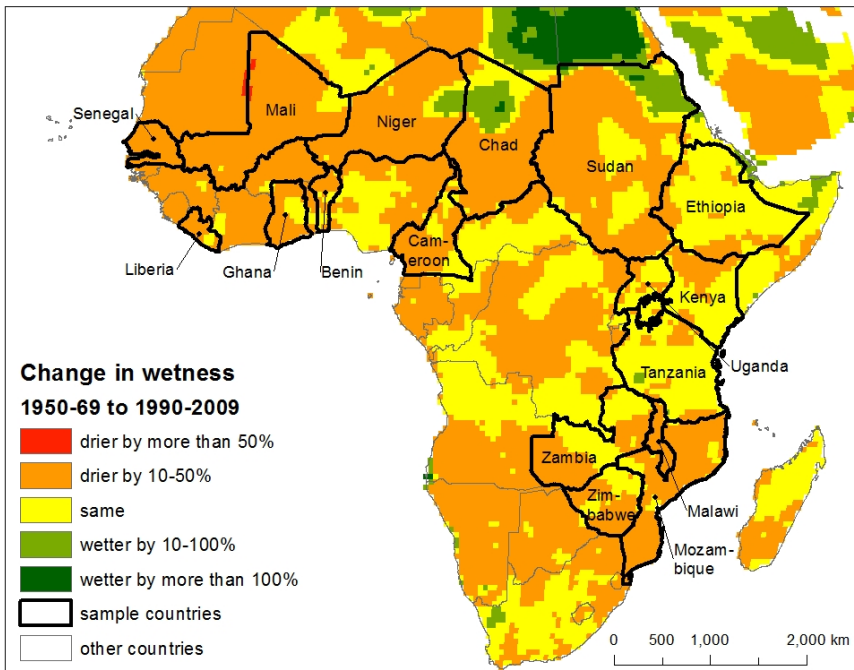 Senegal
Mali
Niger
Chad
Sudan
Ethiopia
Cam-
eroon
Liberia
Ghana
Benin
Kenya
Uganda
Tanzania
Zambia
Zim-
babwe
Malawi
Mozam-
bique
Change in wetness
1950-69 to 1990-2009
drier by more than 50%
drier by 10-50%
same
wetter by 10-100%
wetter by more than 100%
sample countries
other countries
0 500 1,000 2,000 km